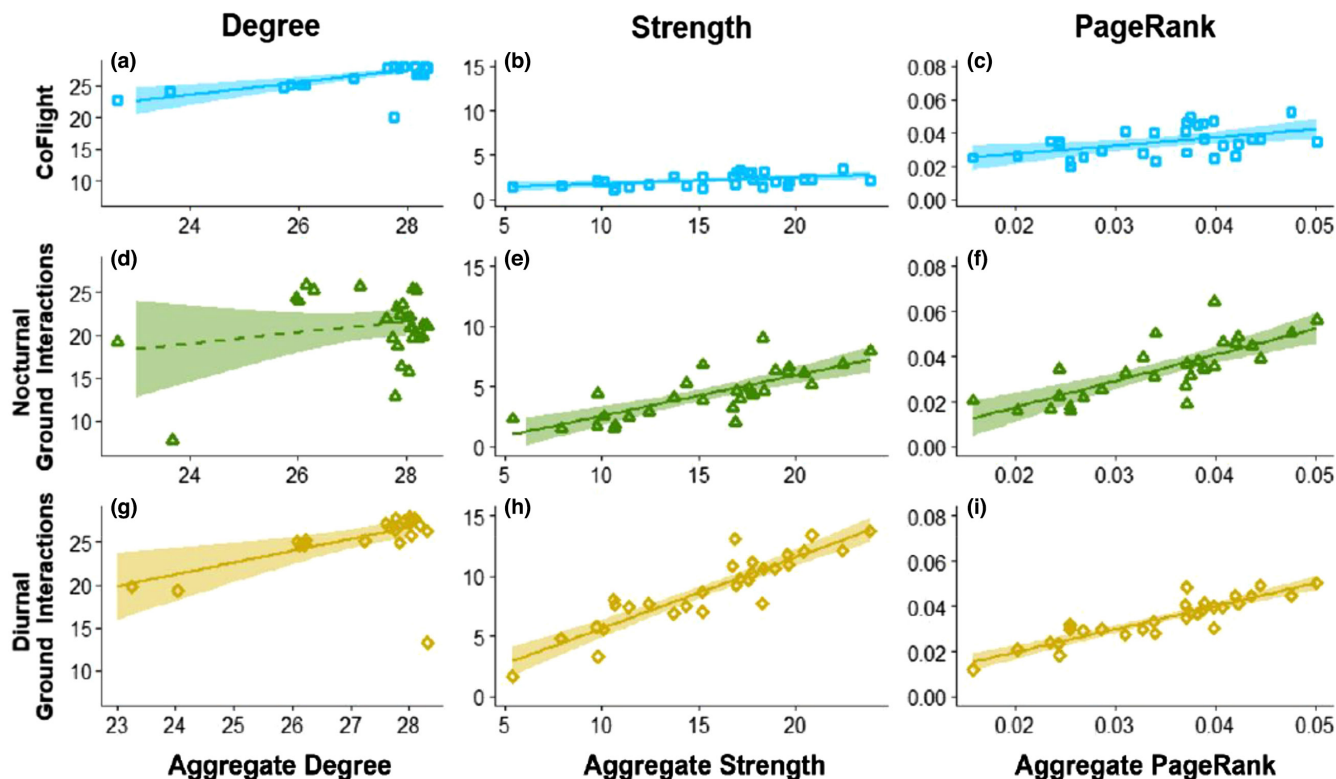 Degree Strength PageRank
CoFlight
(a)
25
20
15
10
24 26 28
(b)
15
10
5
0
5 10 15 20
(c)
0.08
0.06
0.04
0.02
0.00
0.02 0.03 0.04 0.05
Nocturnal
Ground Interactions
(d)
25
20
15
10
24 26 28
(e)
15
10
5
0
5 10 15 20
(f)
0.08
0.06
0.04
0.02
0.00
0.02 0.03 0.04 0.05
Diurnal
Ground Interactions
(g)
25
20
15
10
23 24 25 26 27 28
(h)
15
10
5
0
5 10 15 20
(i)
0.08
0.06
0.04
0.02
0.00
0.02 0.03 0.04 0.05
Aggregate Degree Aggregate Strength Aggregate PageRank